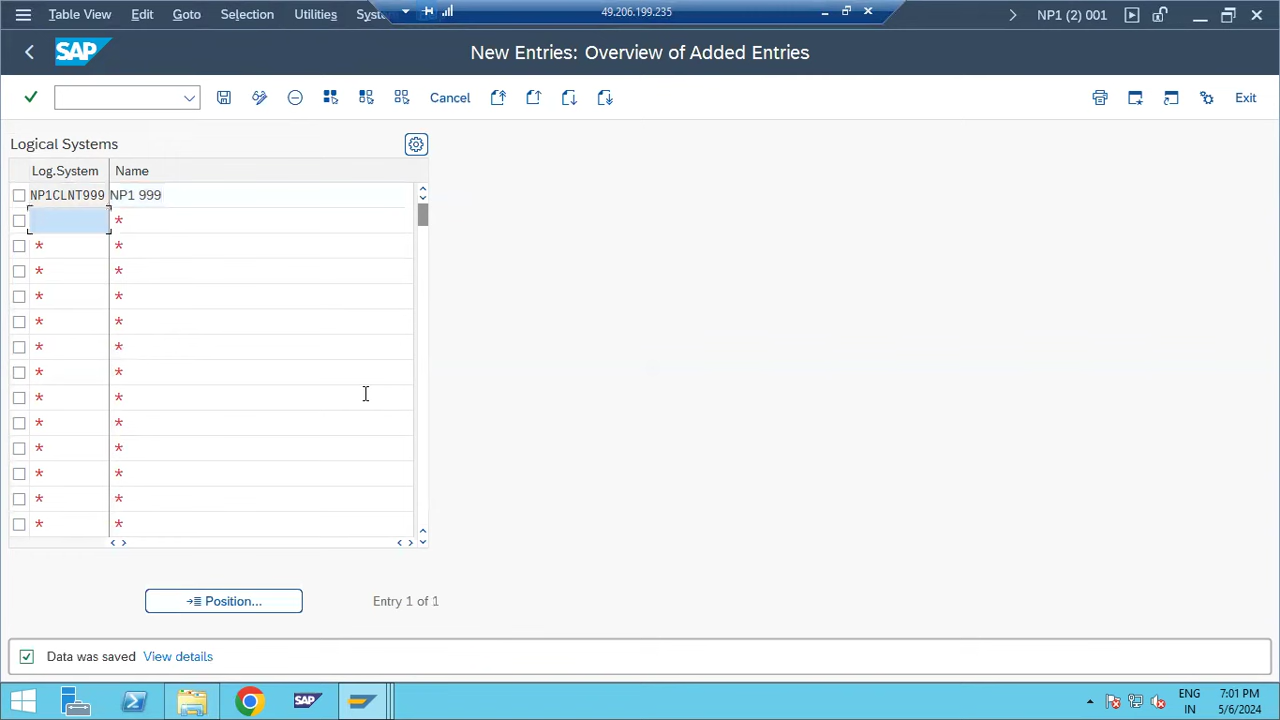 Table View Edit Goto Selection Utilities Syste 49.206.199.235 NP1 (2) 001
SAP New Entries: Overview of Added Entries
Cancel Exit
Logical Systems
Log.System Name
NP1CLNT999 NP1 999
*
* *
* *
* *
* *
* *
* *
* *
* *
* *
* *
* *
* *
Position... Entry 1 of 1
Data was saved View details
SAP ENG 7:01 PM
IN 5/6/2024